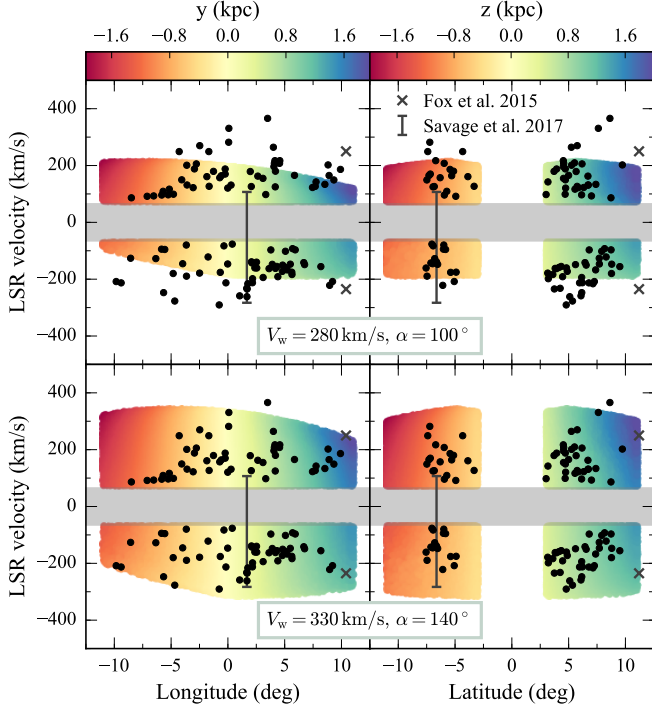 y (kpc)
z (kpc)
−1.6 −0.8 0.0 0.8 1.6
−1.6 −0.8 0.0 0.8 1.6
Fox et al. 2015
Savage et al. 2017
LSR velocity (km/s)
400
200
0
−200
−400
V_w = 280 km/s, α = 100°
LSR velocity (km/s)
400
200
0
−200
−400
V_w = 330 km/s, α = 140°
−10 −5 0 5 10
−10 −5 0 5 10
Longitude (deg)
Latitude (deg)